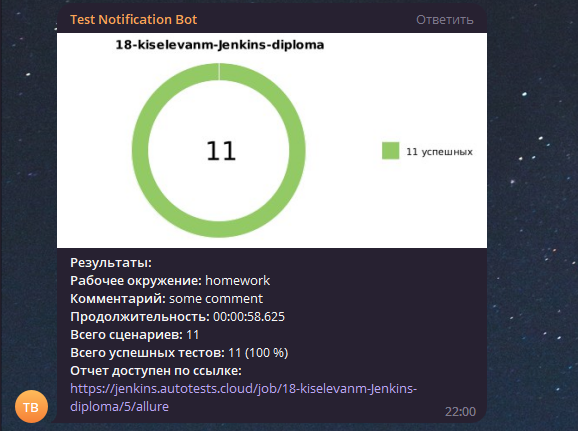 Test Notification Bot Ответить
18-kiselevanm-Jenkins-diploma
11
11 успешных
Результаты:
Рабочее окружение: homework
Комментарий: some comment
Продолжительность: 00:00:58.625
Всего сценариев: 11
Всего успешных тестов: 11 (100 %)
Отчет доступен по ссылке:
https://jenkins.autotests.cloud/job/18-kiselevanm-Jenkins-
diploma/5/allure
ТВ 22:00